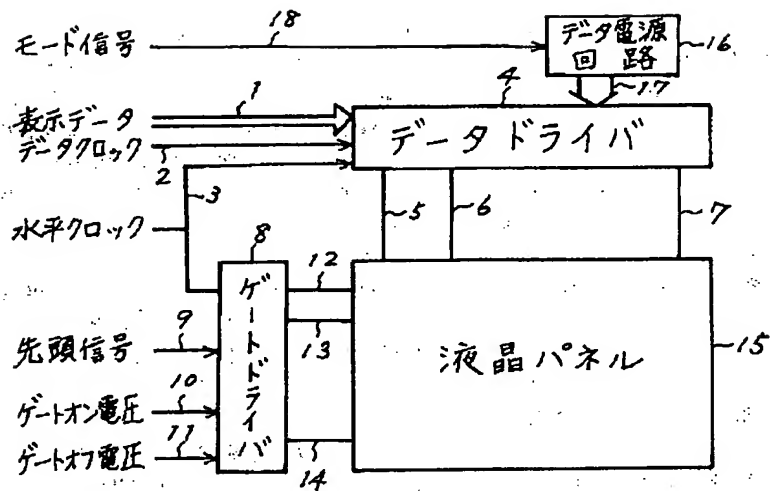 モード信号
18
データ電源
回路
16
17
表示データ
1
4
データクロック
2
データドライバ
3
5
6
7
水平クロック
8
12
ゲートドライバ
13
先頭信号
9
液晶パネル
15
ゲートオン電圧
10
ゲートオフ電圧
11
14